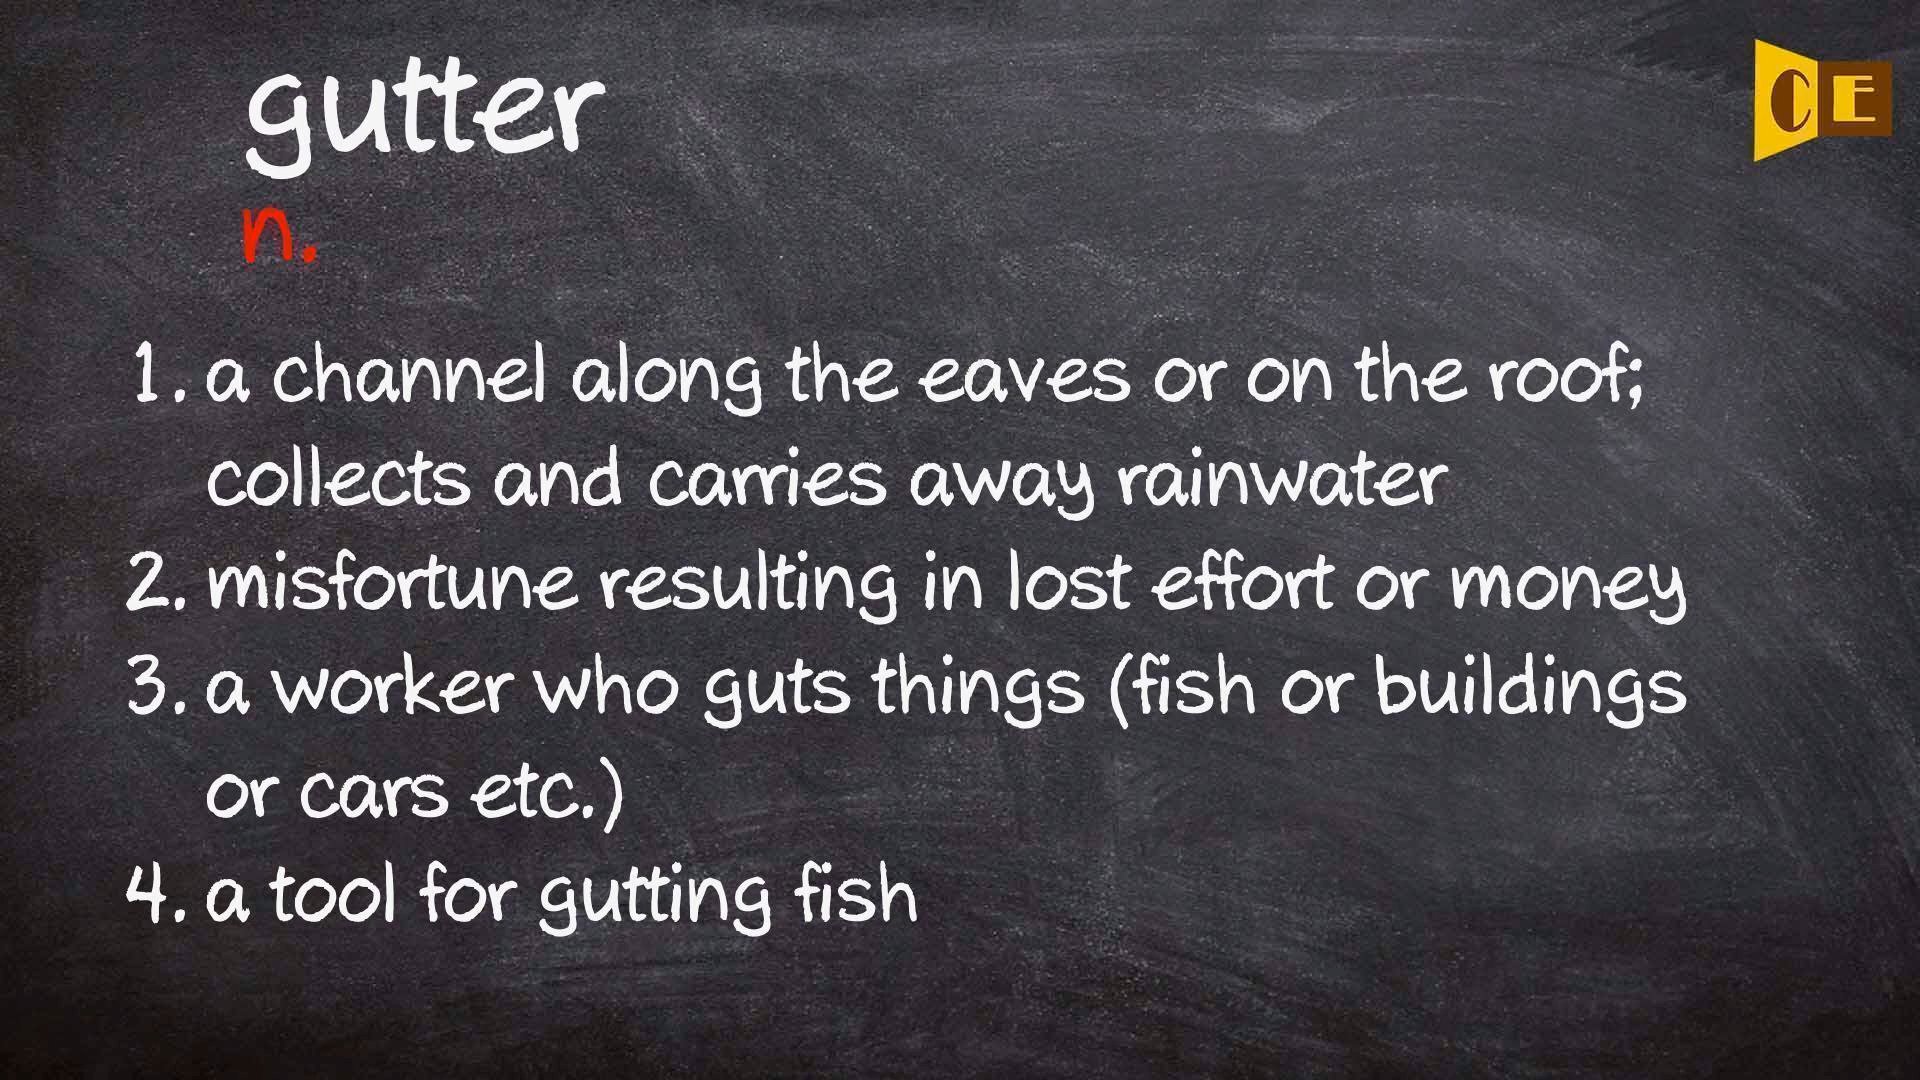 gutter
CE
n.
1. a channel along the eaves or on the roof;
collects and carries away rainwater
2. misfortune resulting in lost effort or money
3. a worker who guts things (fish or buildings
or cars etc.)
4. a tool for gutting fish